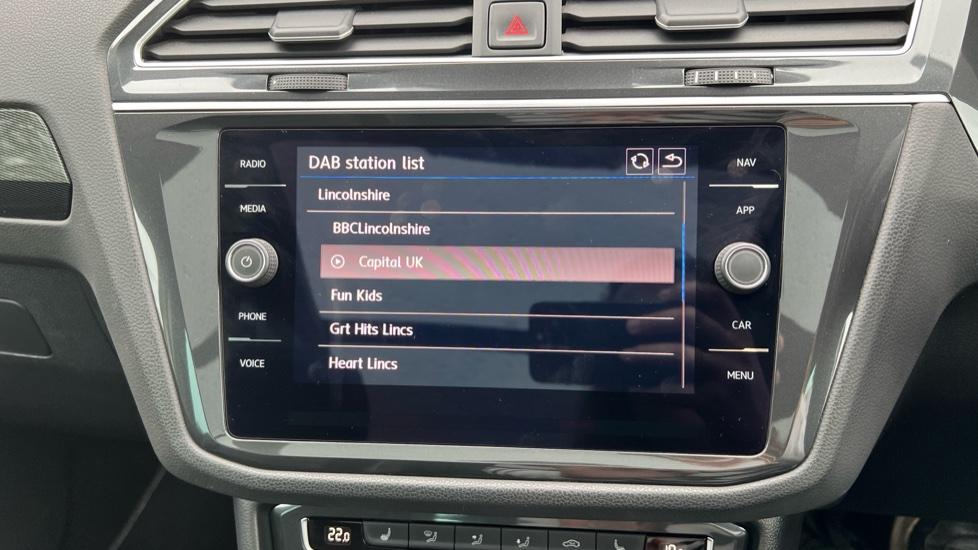 RADIO
MEDIA
PHONE
VOICE
DAB station list
Lincolnshire
BBCLincolnshire
Capital UK
Fun Kids
Grt Hits Lincs
Heart Lincs
NAV
APP
CAR
MENU
22.0